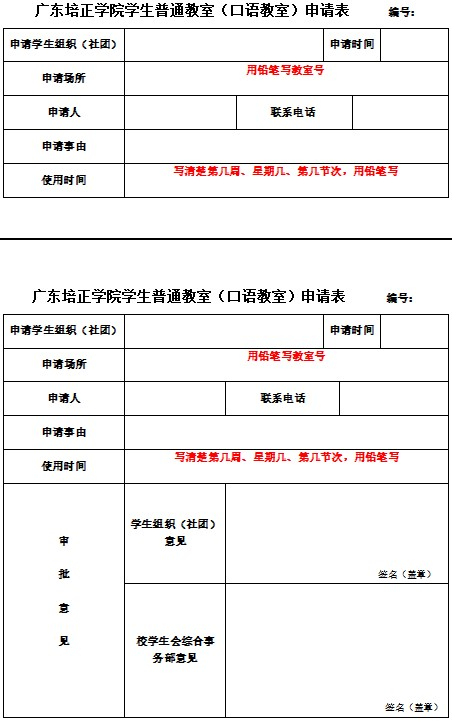 广东培正学院学生普通教室（口语教室）申请表 编号：
申请学生组织（社团） 申请时间
申请场所 用铅笔写教室号
申请人 联系电话
申请事由
使用时间 写清楚第几周、星期几、第几节次，用铅笔写
广东培正学院学生普通教室（口语教室）申请表 编号：
申请学生组织（社团） 申请时间
申请场所 用铅笔写教室号
申请人 联系电话
申请事由
使用时间 写清楚第几周、星期几、第几节次，用铅笔写
审
批
意
见
学生组织（社团）
意见
签名（盖章）
校学生会综合事
务部意见
签名（盖章）